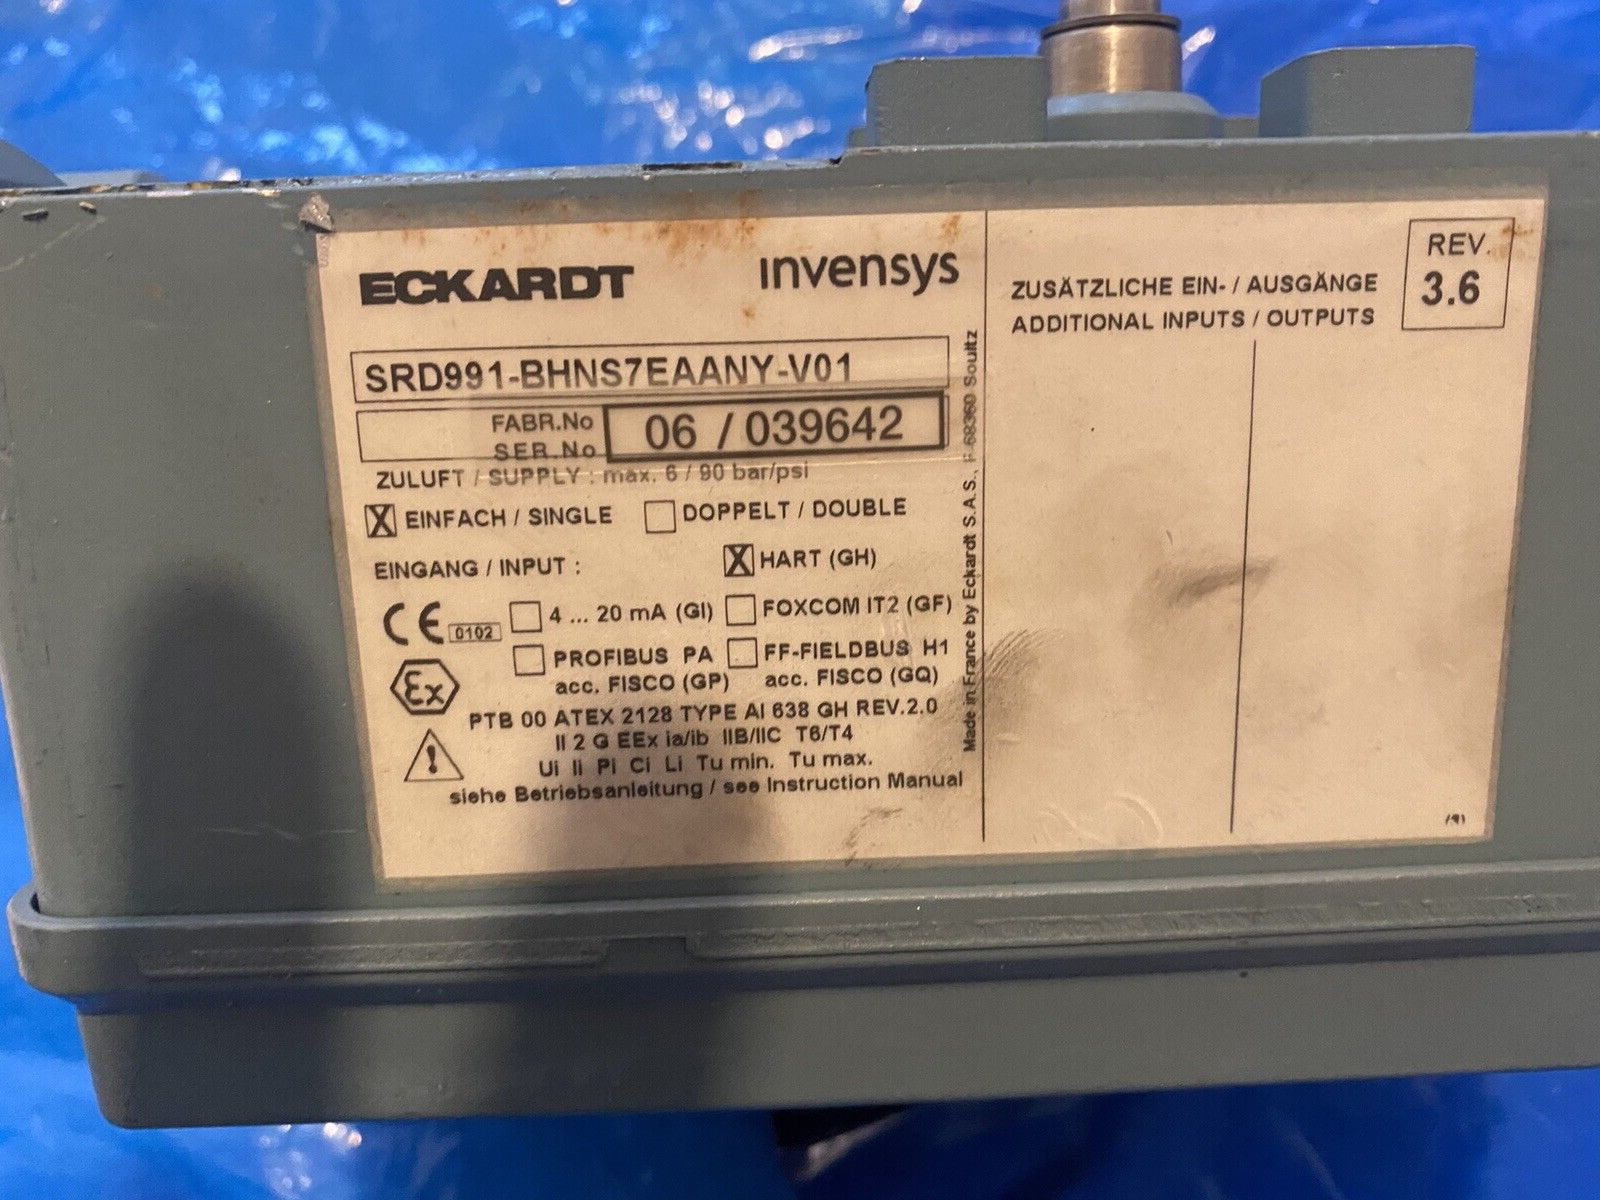 ECKARDT invensys
SRD991-BHNS7EAANY-V01
FABR.No
SER.No
06 / 039642
ZULUFT / SUPPLY : max. 6 / 90 bar/psi
X EINFACH / SINGLE DOPPELT / DOUBLE
EINGANG / INPUT : X HART (GH)
CE 0102 4 ... 20 mA (GI) FOXCOM IT2 (GF)
PROFIBUS PA FF-FIELDBUS H1
acc. FISCO (GP) acc. FISCO (GQ)
Ex
PTB 00 ATEX 2128 TYPE AI 638 GH REV.2.0
II 2 G EEx ia/ib IIB/IIC T6/T4
Ui Ii Pi Ci Li Tu min. Tu max.
siehe Betriebsanleitung / see Instruction Manual
Made in France by Eckardt S.A.S., F-68360 Soultz
ZUSÄTZLICHE EIN- / AUSGÄNGE
ADDITIONAL INPUTS / OUTPUTS
REV.
3.6